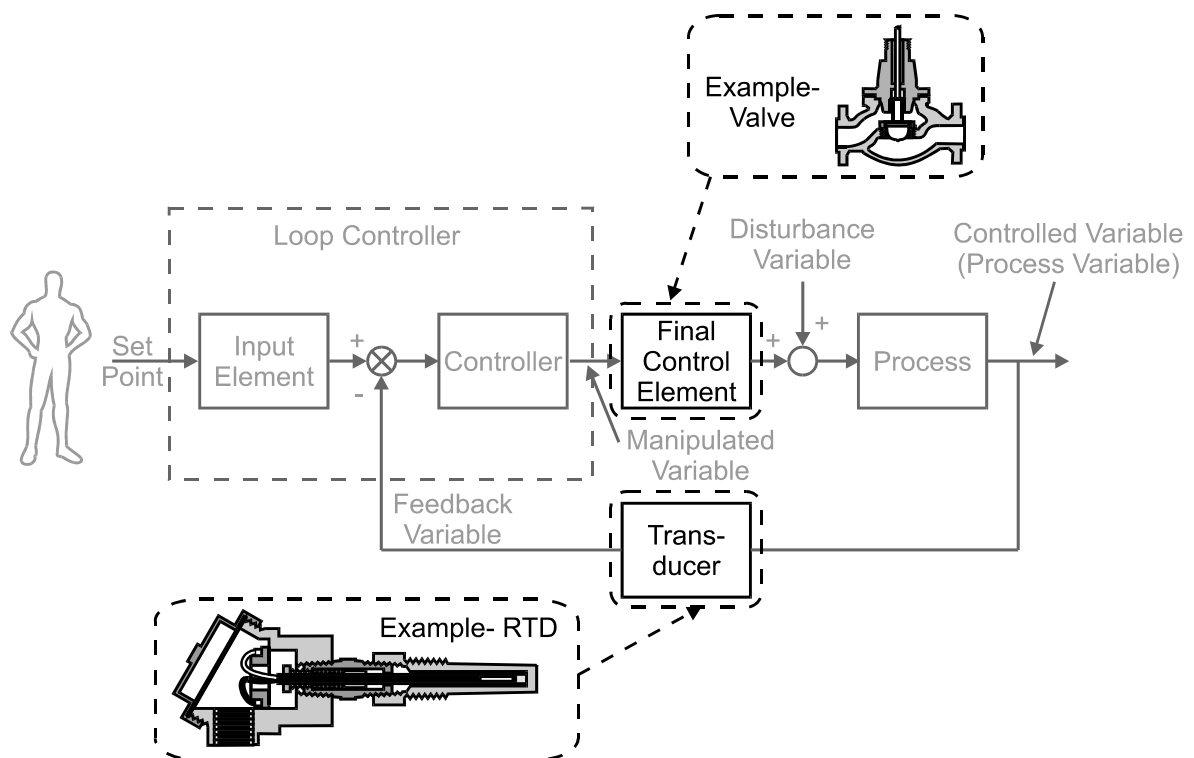 Example-
Valve
Loop Controller
Disturbance
Variable
Controlled Variable
(Process Variable)
Set
Point
Input
Element
+
-
Controller
Final
Control
Element
+
+
Process
Manipulated
Variable
Feedback
Variable
Trans-
ducer
Example- RTD